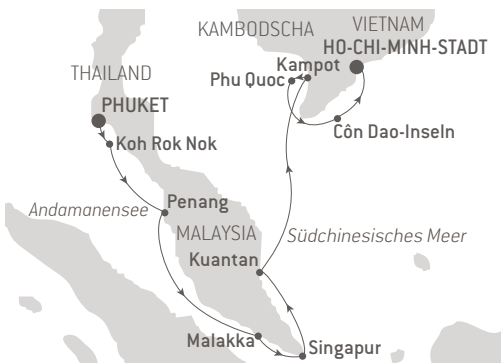 VIETNAM
KAMBODSCHA
HO-CHI-MINH-STADT
Kampot
THAILAND
Phu Quoc
PHUKET
Côn Dao-Inseln
Koh Rok Nok
Penang
Andamanensee
MALAYSIA
Südchinesisches Meer
Kuantan
Malakka
Singapur